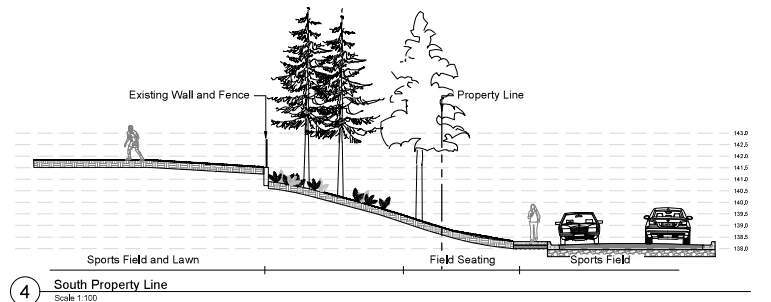 Existing Wall and Fence
Property Line
143,0
142,5
142,0
141,5
141,0
140,5
140,0
139,5
139,0
138,5
138,0
Sports Field and Lawn
Field Seating
Sports Field
4
South Property Line
Scale 1:100